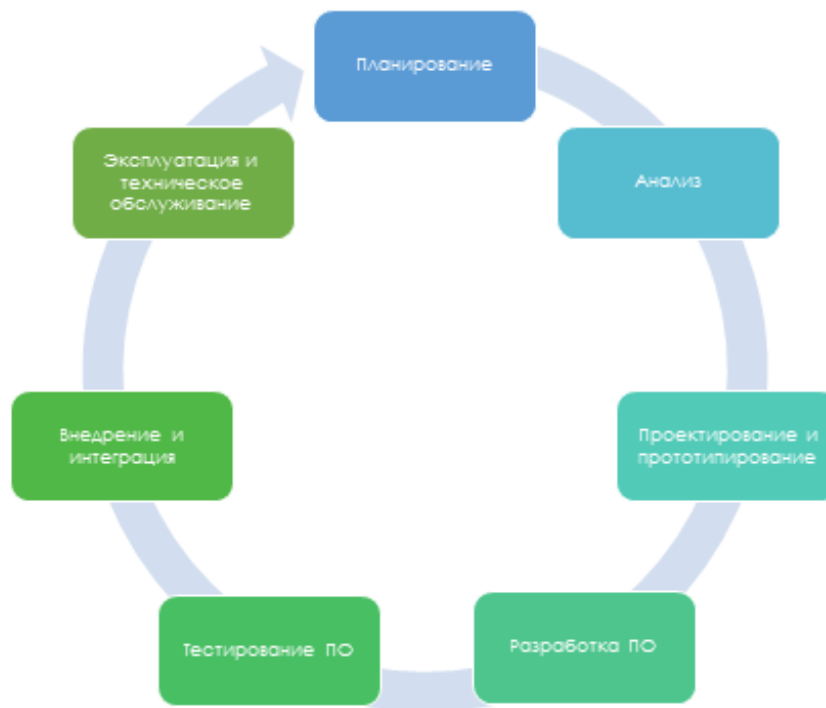 Планирование
Анализ
Проектирование и
прототипирование
Разработка ПО
Тестирование ПО
Внедрение и
интеграция
Эксплуатация и
техническое
обслуживание